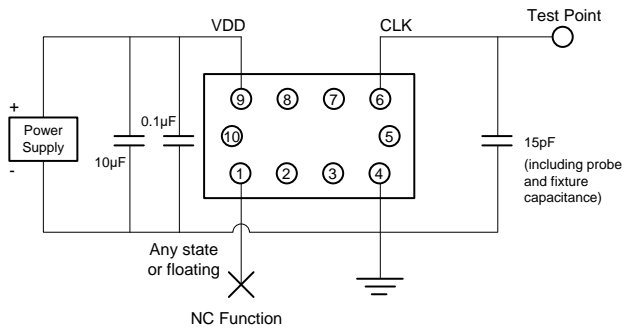 Test Point
VDD
CLK
+
Power
Supply
-
10µF
0.1µF
9
8
7
6
10
5
1
2
3
4
15pF
(including probe
and fixture
capacitance)
Any state
or floating
NC Function